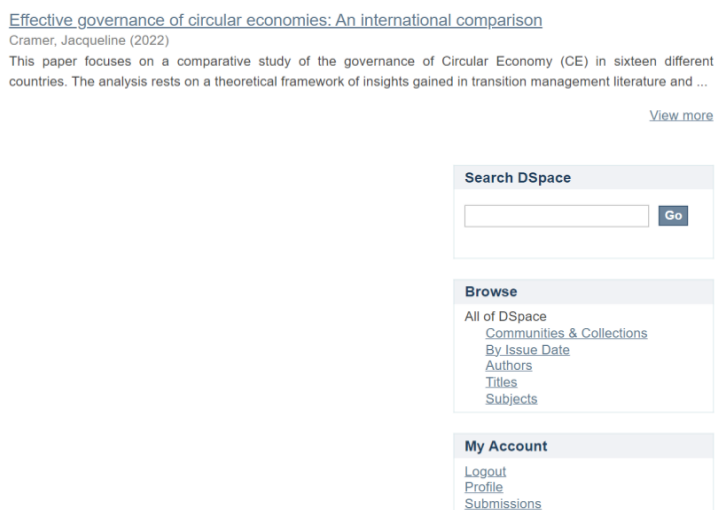 Effective governance of circular economies: An international comparison
Cramer, Jacqueline (2022)
This paper focuses on a comparative study of the governance of Circular Economy (CE) in sixteen different
countries. The analysis rests on a theoretical framework of insights gained in transition management literature and ...
View more
Search DSpace
Go
Browse
All of DSpace
Communities & Collections
By Issue Date
Authors
Titles
Subjects
My Account
Logout
Profile
Submissions